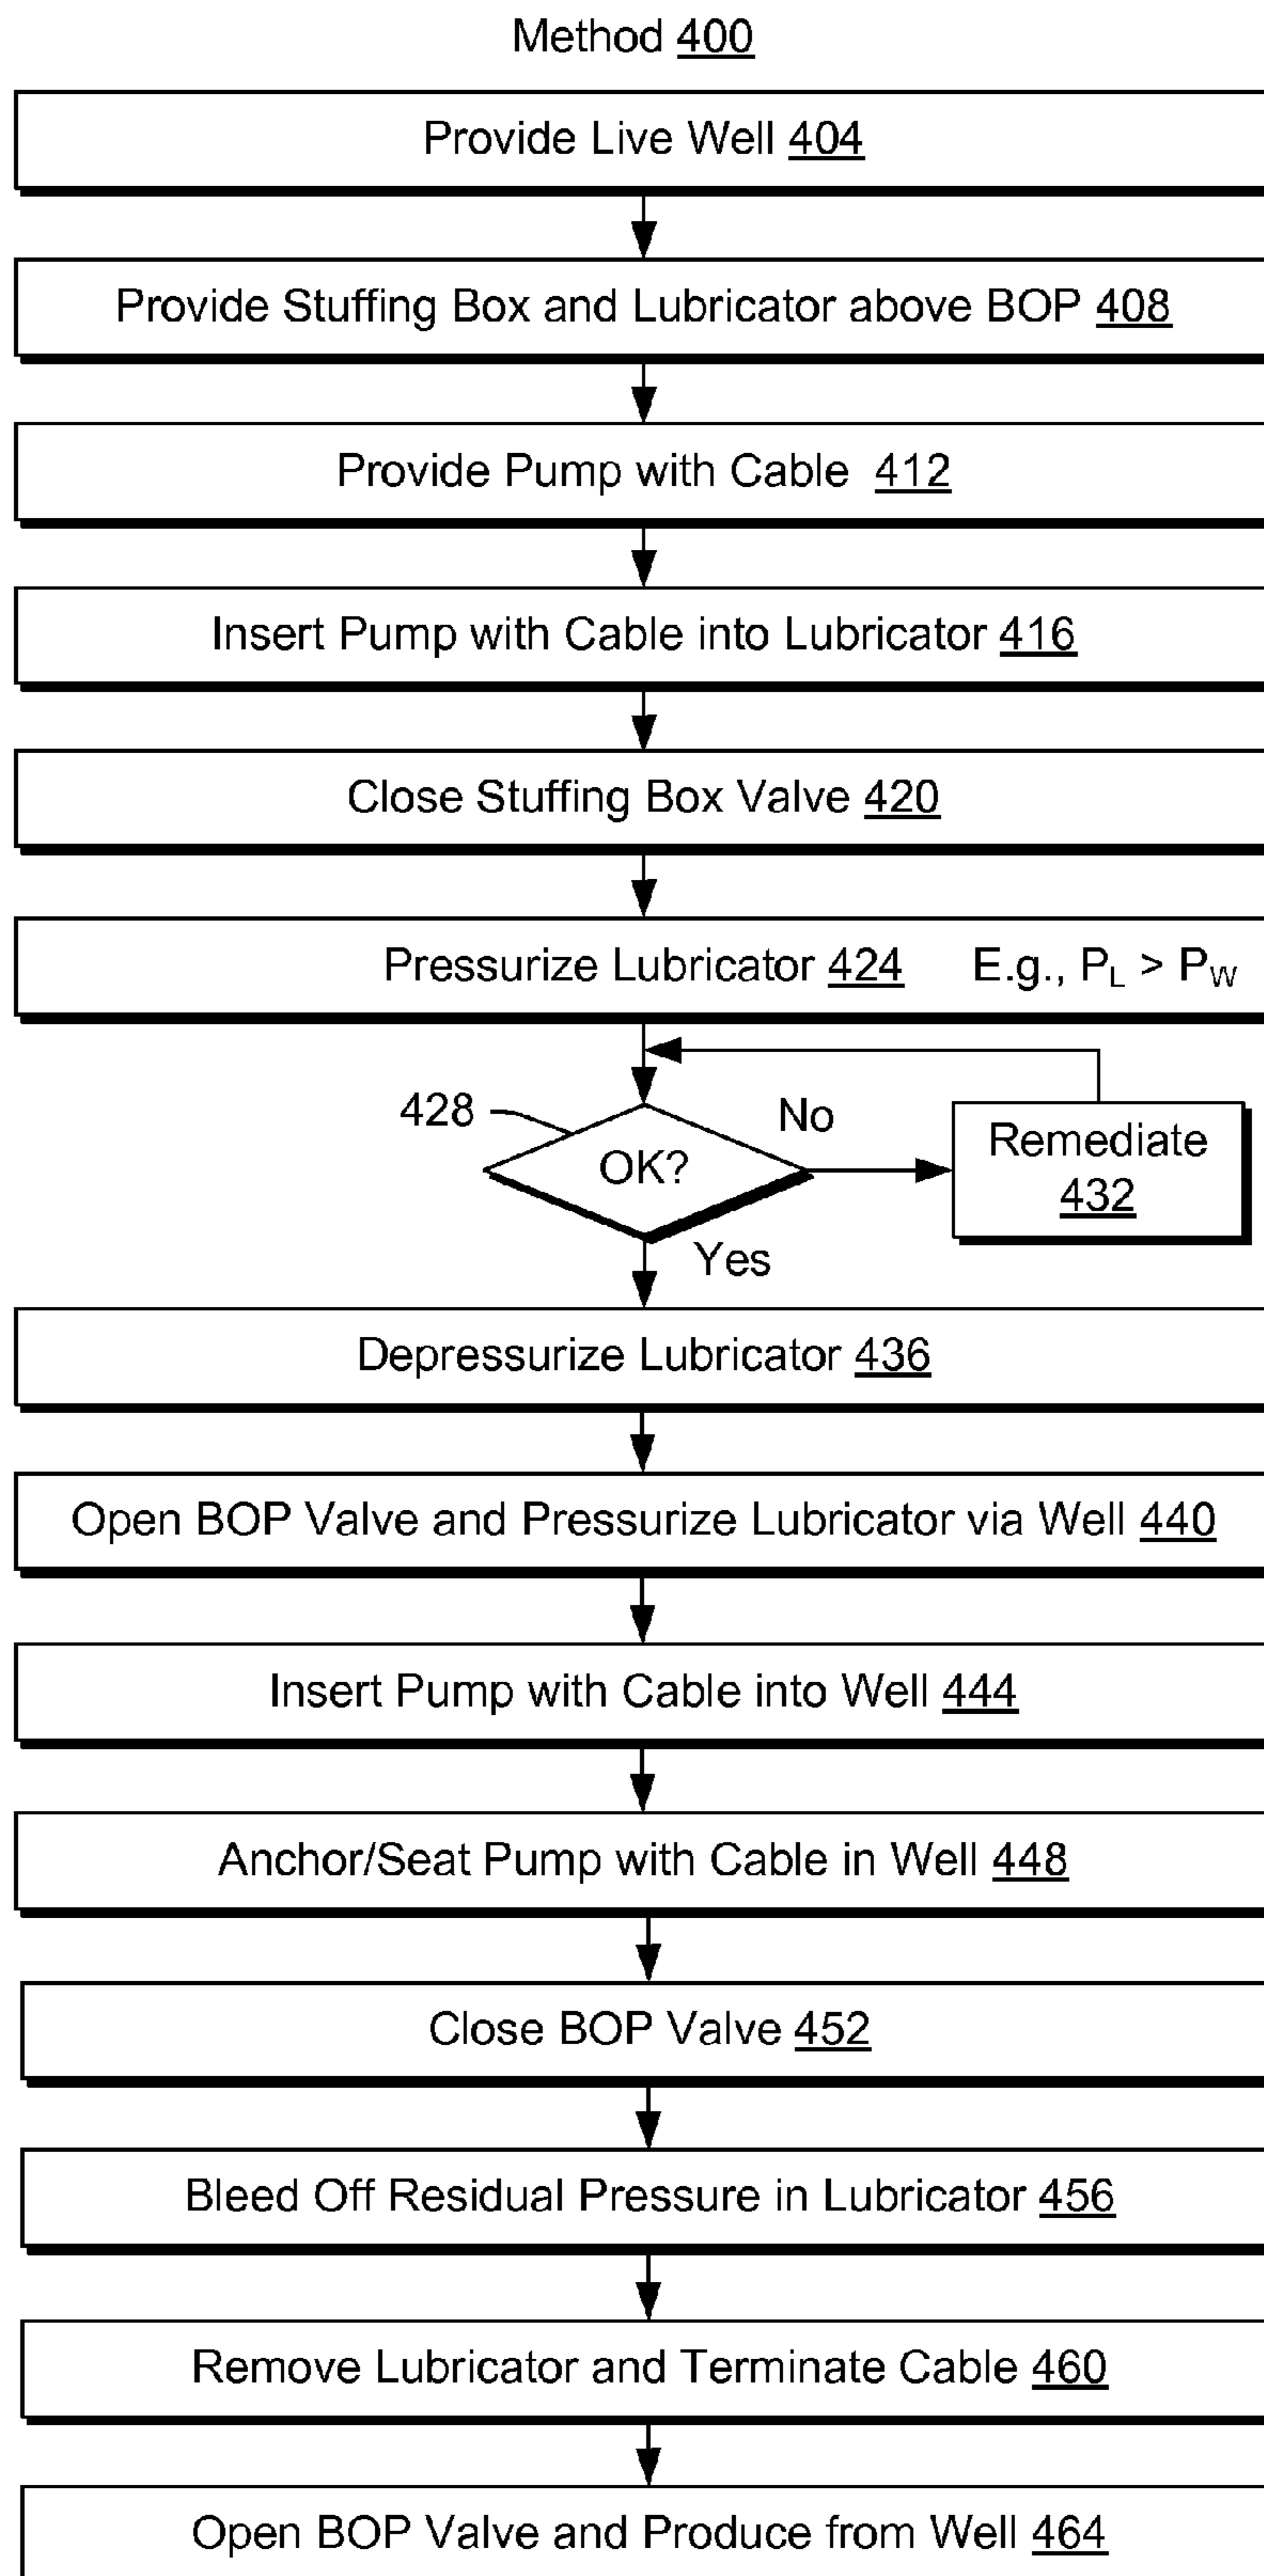 Method 400
Provide Live Well 404
Provide Stuffing Box and Lubricator above BOP 408
Provide Pump with Cable 412
Insert Pump with Cable into Lubricator 416
Close Stuffing Box Valve 420
Pressurize Lubricator 424 E.g., PL > PW
428
OK?
No
Remediate
432
Yes
Depressurize Lubricator 436
Open BOP Valve and Pressurize Lubricator via Well 440
Insert Pump with Cable into Well 444
Anchor/Seat Pump with Cable in Well 448
Close BOP Valve 452
Bleed Off Residual Pressure in Lubricator 456
Remove Lubricator and Terminate Cable 460
Open BOP Valve and Produce from Well 464